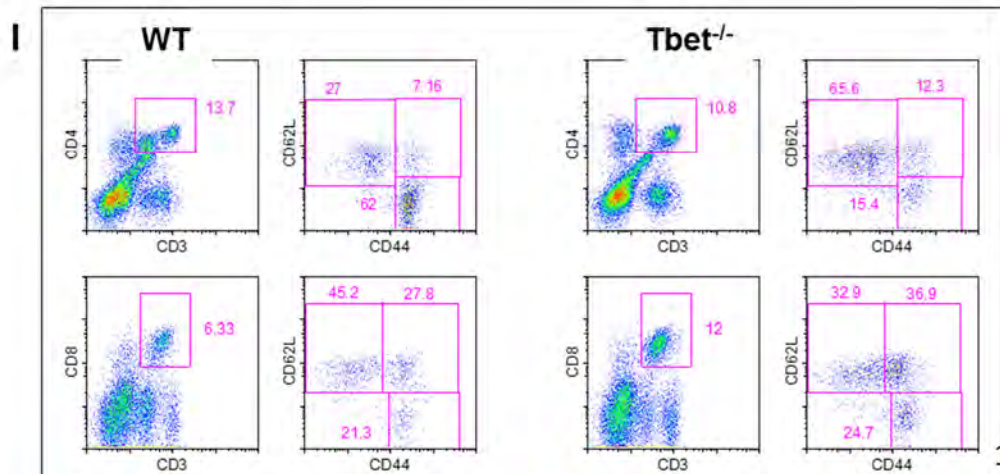 I
WT
Tbet-/-
13.7
CD4
CD3
27
7.16
62
CD62L
CD44
10.8
CD4
CD3
65.6
12.3
15.4
CD62L
CD44
6.33
CD8
CD3
45.2
27.8
21.3
CD62L
CD44
12
CD8
CD3
32.9
36.9
24.7
CD62L
CD44